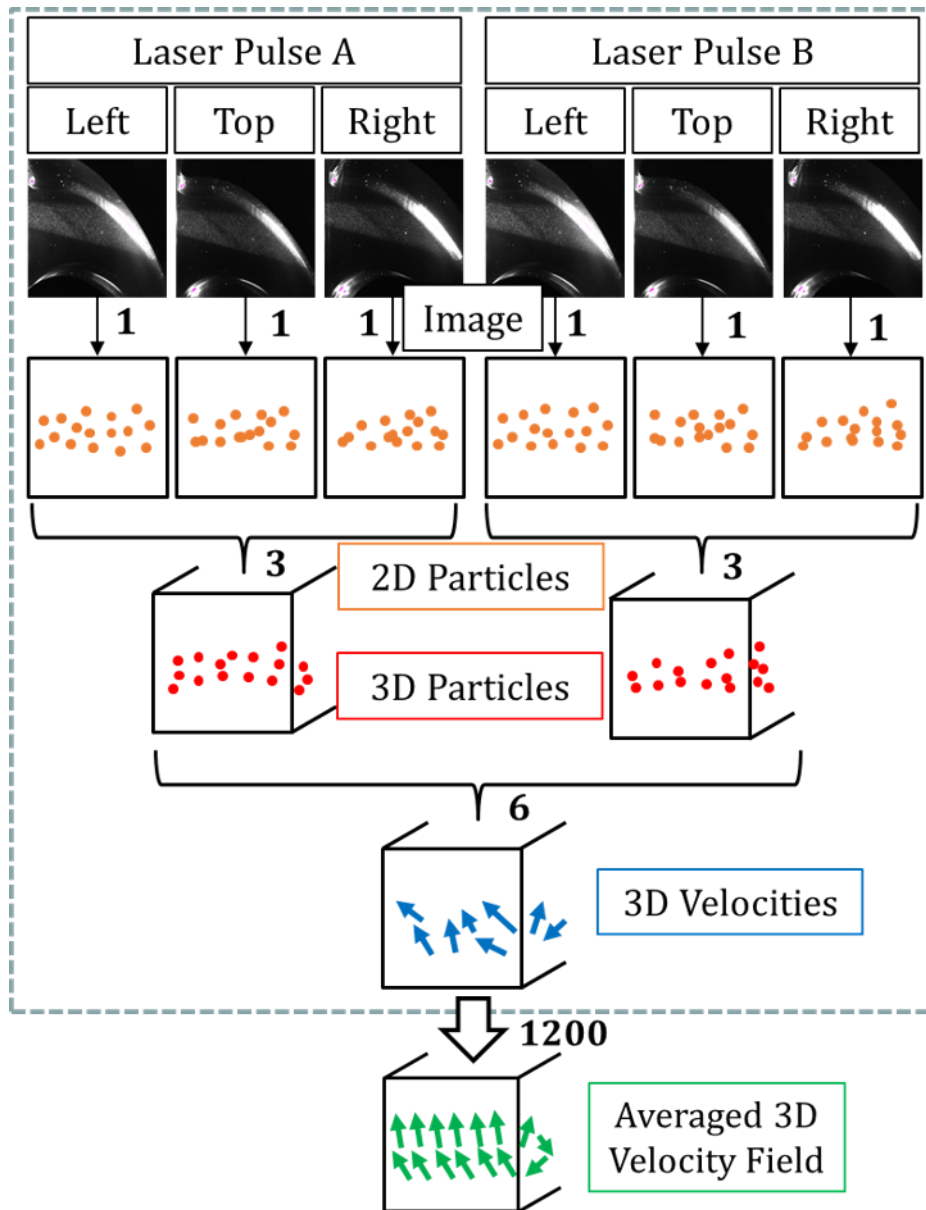 Laser Pulse A
Laser Pulse B
Left
Top
Right
Left
Top
Right
1
1
1
Image
1
1
1
3
2D Particles
3
3D Particles
6
3D Velocities
1200
Averaged 3D
Velocity Field